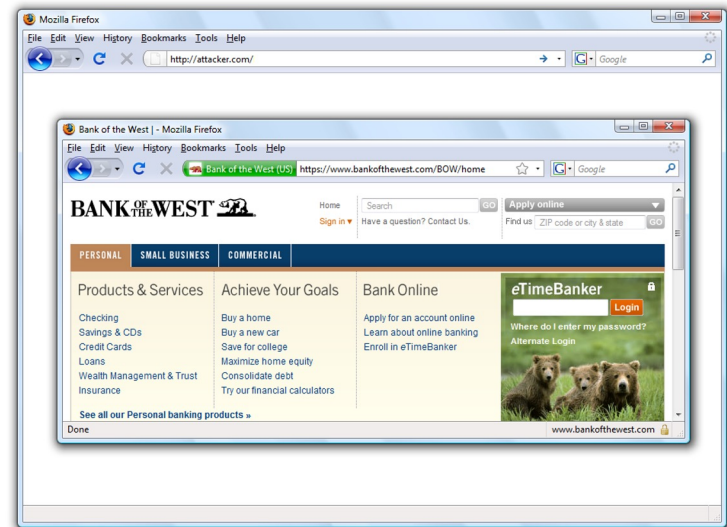 Mozilla Firefox
File Edit View History Bookmarks Tools Help
http://attacker.com/ G Google
Bank of the West | - Mozilla Firefox
File Edit View History Bookmarks Tools Help
Bank of the West (US) https://www.bankofthewest.com/BOW/home G Google
BANK OF THE WEST
Home Search GO Apply online
Sign in Have a question? Contact Us. Find us ZIP code or city & state GO
PERSONAL SMALL BUSINESS COMMERCIAL
Products & Services Achieve Your Goals Bank Online eTimeBanker
Checking Buy a home Apply for an account online Login
Savings & CDs Buy a new car Learn about online banking Where do I enter my password?
Credit Cards Save for college Enroll in eTimeBanker Alternate Login
Loans Maximize home equity
Wealth Management & Trust Consolidate debt
Insurance Try our financial calculators
See all our Personal banking products »
Done www.bankofthewest.com